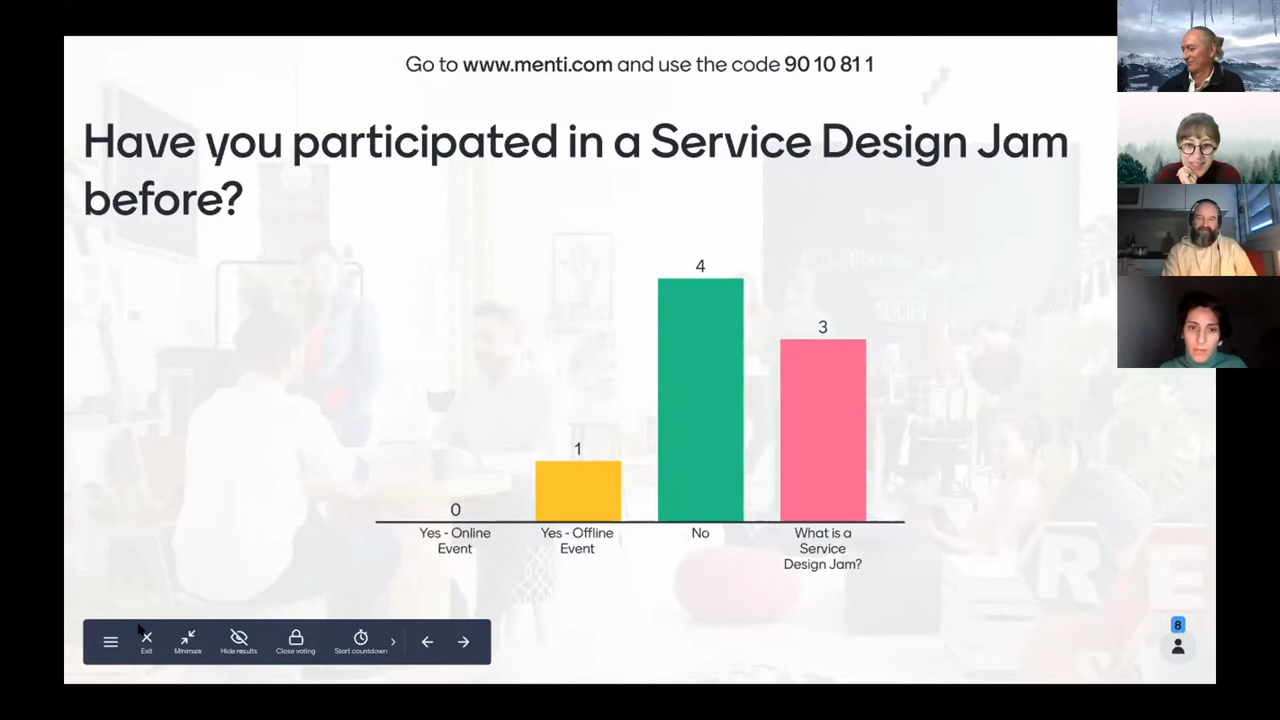 Go to www.menti.com and use the code 90 10 81 1
Have you participated in a Service Design Jam
before?
4
3
1
0
Yes - Online
Event
Yes - Offline
Event
No
What is a
Service
Design Jam?
Exit
Minimize
Hide results
Close voting
Start countdown
8
R E